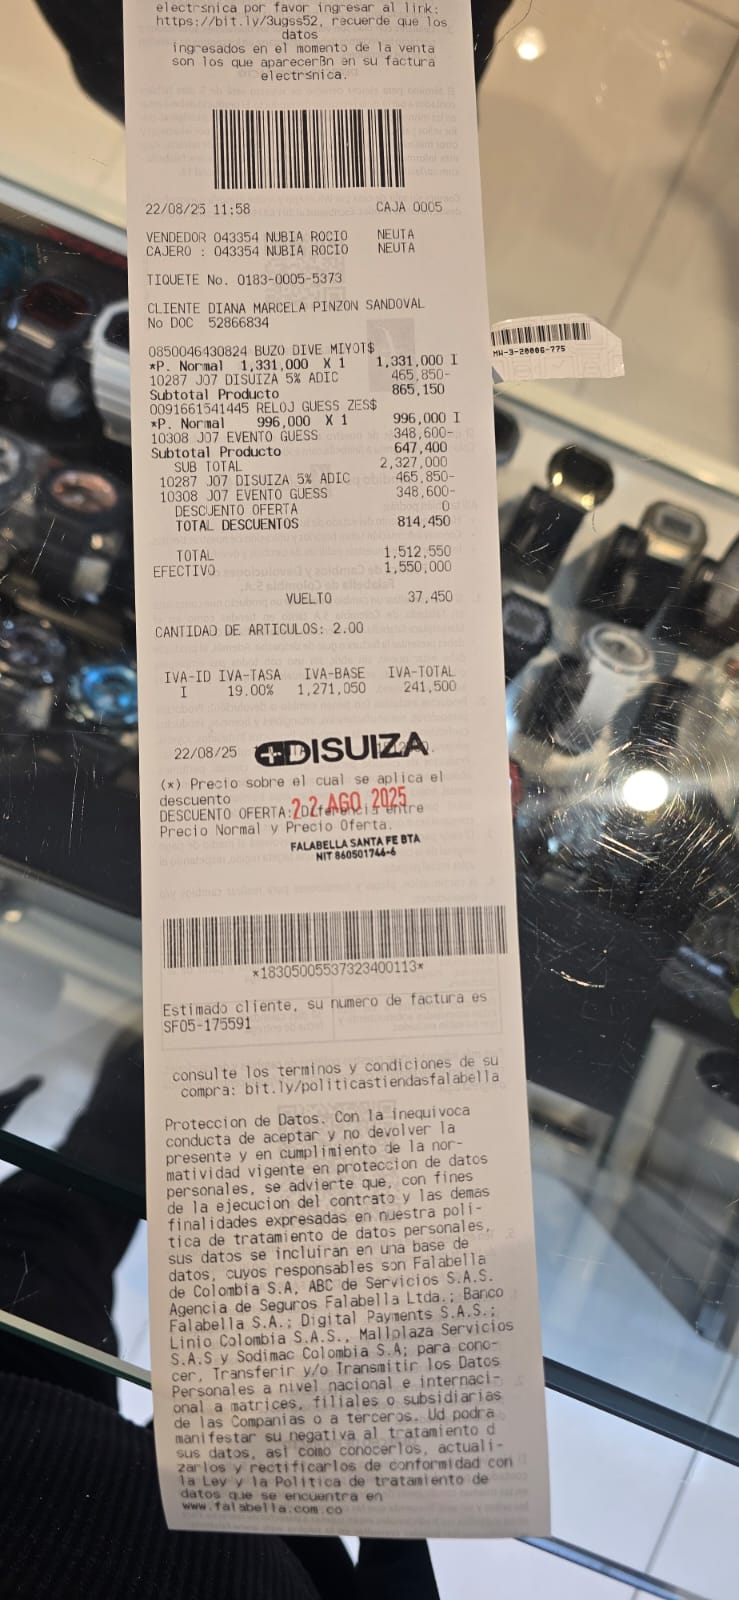 electrsnica por favor ingresar al link:
https://bit.ly/3ugss52, recuerde que los
datos
ingresados en el momento de la venta
son los que aparecerBn en su factura
electrsnica.
22/08/25 11:58 CAJA 0005
VENDEDOR 043354 NUBIA ROCIO NEUTA
CAJERO : 043354 NUBIA ROCIO NEUTA
TIQUETE No. 0183-0005-5373
CLIENTE DIANA MARCELA PINZON SANDOVAL
No DOC 52866834
0850046430824 BUZO DIVE MIYOT$
*P. Normal 1,331,000 X 1 1,331,000 I
10287 J07 DISUIZA 5% ADIC 465,850-
Subtotal Producto 865,150
0091661541445 RELOJ GUESS ZES$
*P. Normal 996,000 X 1 996,000 I
10308 J07 EVENTO GUESS 348,600-
Subtotal Producto 647,400
SUB TOTAL 2,327,000
10287 J07 DISUIZA 5% ADIC 465,850-
10308 J07 EVENTO GUESS 348,600-
DESCUENTO OFERTA 0
TOTAL DESCUENTOS 814,450
TOTAL 1,512,550
EFECTIVO 1,550,000
VUELTO 37,450
CANTIDAD DE ARTICULOS: 2.00
IVA-ID IVA-TASA IVA-BASE IVA-TOTAL
I 19.00% 1,271,050 241,500
22/08/25 DISUIZA
(*) Precio sobre el cual se aplica el
descuento
22 AGO 2025
DESCUENTO OFERTA: Diferencia entre
Precio Normal y Precio Oferta.
FALABELLA SANTA FE BTA
NIT 860501744-6
*18305005537323400113*
Estimado cliente, su numero de factura es
SF05-175591
consulte los terminos y condiciones de su
compra: bit.ly/politicastiendasfalabella
Proteccion de Datos. Con la inequivoca
conducta de aceptar y no devolver la
presente y en cumplimiento de la nor-
matividad vigente en proteccion de datos
personales, se advierte que, con fines
de la ejecucion del contrato y las demas
finalidades expresadas en nuestra poli-
tica de tratamiento de datos personales,
sus datos se incluiran en una base de
datos, cuyos responsables son Falabella
de Colombia S.A, ABC de Servicios S.A.S.
Agencia de Seguros Falabella Ltda.; Banco
Falabella S.A.; Digital Payments S.A.S.;
Linio Colombia S.A.S., Mallplaza Servicios
S.A.S y Sodimac Colombia S.A; para cono-
cer, Transferir y/o Transmitir los Datos
Personales a nivel nacional e internaci-
onal a matrices, filiales o subsidiarias
de las Companias o a terceros. Ud podra
manifestar su negativa al tratamiento d
sus datos, asi como conocerlos, actuali-
zarlos y rectificarlos de conformidad con
la Ley y la Politica de tratamiento de
datos que se encuentra en
www.falabella.com.co
MW-3-20006-775